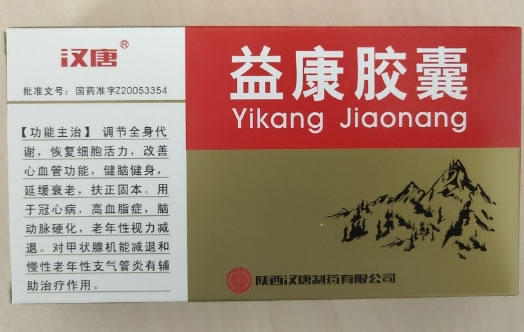 汉唐®
批准文号：国药准字Z20053354
【功能主治】 调节全身代
谢，恢复细胞活力，改善
心血管功能，健脑健身，
延缓衰老，扶正固本。用
于冠心病，高血脂症，脑
动脉硬化，老年性视力减
退。对甲状腺机能减退和
慢性老年性支气管炎有辅
助治疗作用。
益康胶囊
Yikang Jiaonang
陕西汉唐制药有限公司